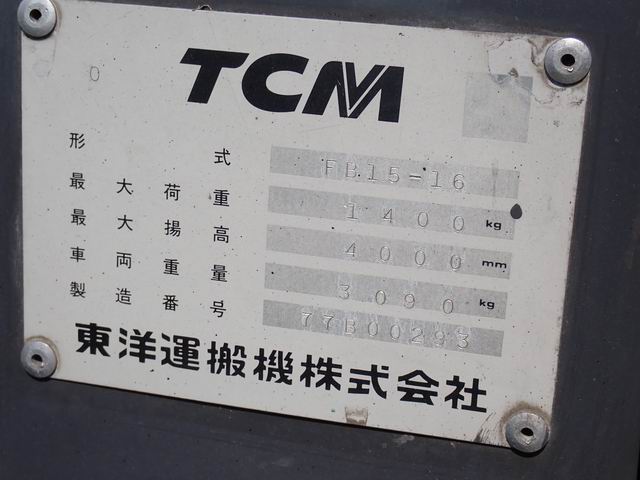 0
TCM
形式 FB15-16
最大荷重 1400 kg
最大揚高 4000 mm
車両重量 3090 kg
製造番号 77B00293
東洋運搬機株式会社